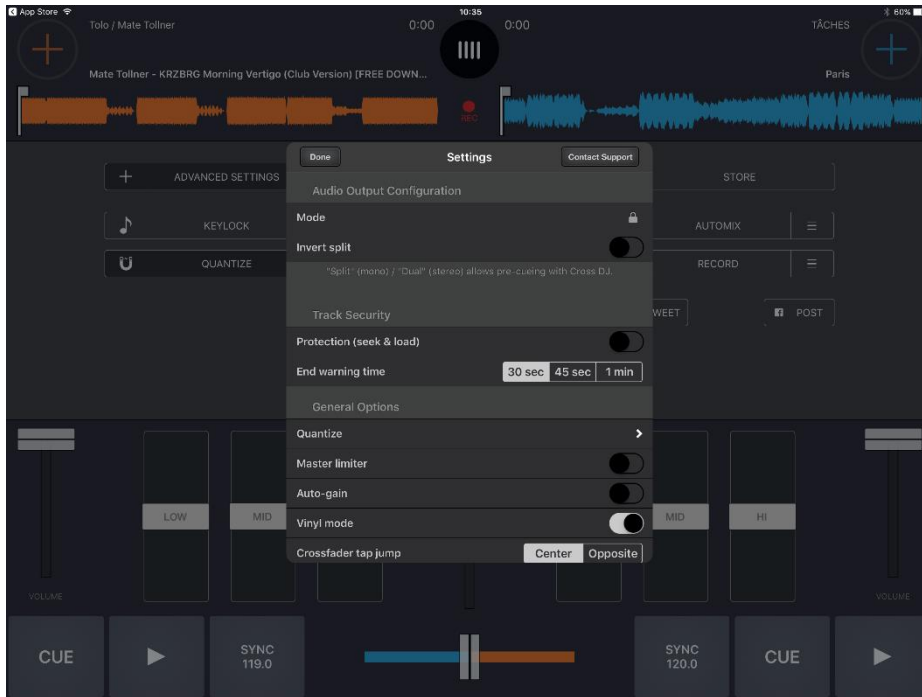 App Store
10:35
60%
Tolo / Mate Tollner
0:00
0:00
TÂCHES
Mate Tollner - KRZBRG Morning Vertigo (Club Version) [FREE DOWN...
Paris
REC
Done
Settings
Contact Support
ADVANCED SETTINGS
STORE
Audio Output Configuration
Mode
KEYLOCK
AUTOMIX
Invert split
QUANTIZE
RECORD
"Split" (mono) / "Dual" (stereo) allows pre-cueing with Cross DJ.
Track Security
WEET
POST
Protection (seek & load)
End warning time
30 sec
45 sec
1 min
General Options
Quantize
Master limiter
Auto-gain
LOW
MID
Vinyl mode
MID
HI
Crossfader tap jump
Center
Opposite
VOLUME
VOLUME
CUE
SYNC
119.0
SYNC
120.0
CUE